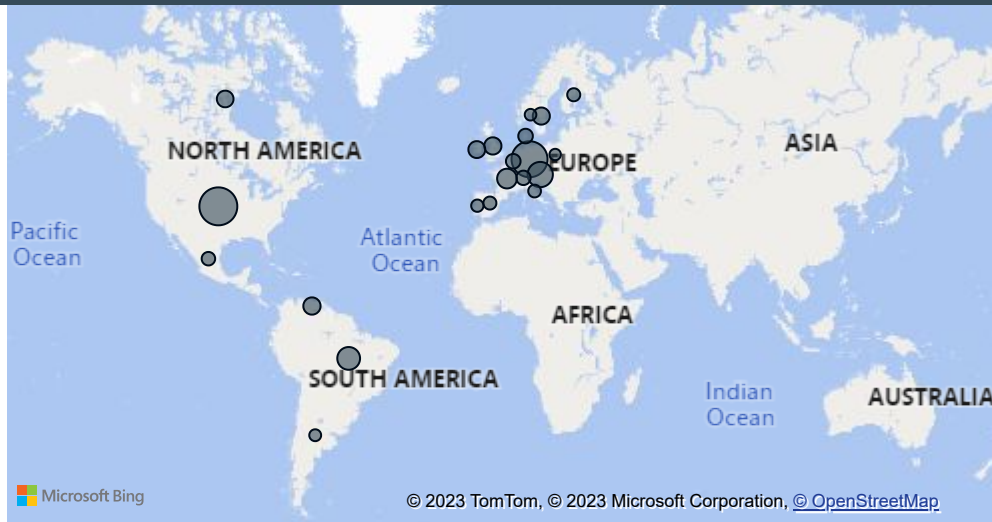 NORTH AMERICA
ASIA
EUROPE
Pacific
Ocean
Atlantic
Ocean
AFRICA
SOUTH AMERICA
Indian
Ocean
AUSTRALIA
Microsoft Bing
© 2023 TomTom, © 2023 Microsoft Corporation, © OpenStreetMap